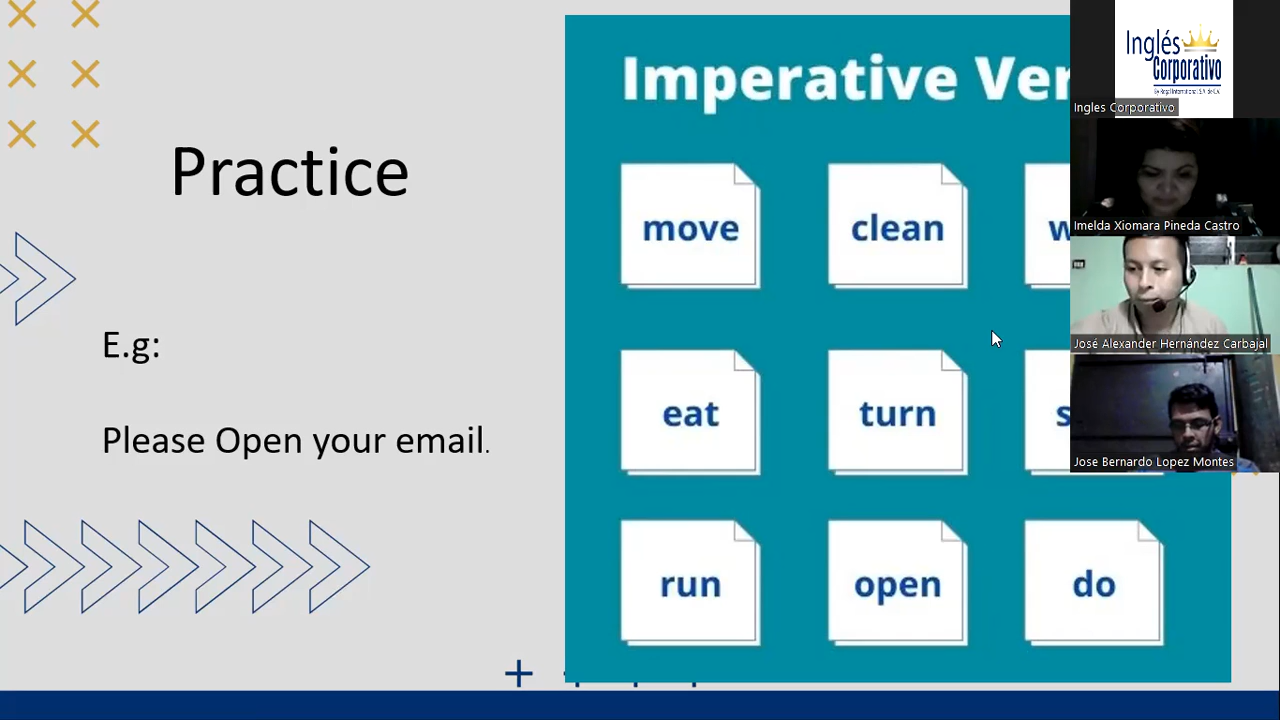 Practice
E.g:
Please Open your email.
Imperative
move
clean
eat
turn
run
open
do
Inglés
Corporativo
Ingles Corporativo
Imelda Xiomara Pineda Castro
José Alexander Hernández Carbajal
Jose Bernardo Lopez Montes